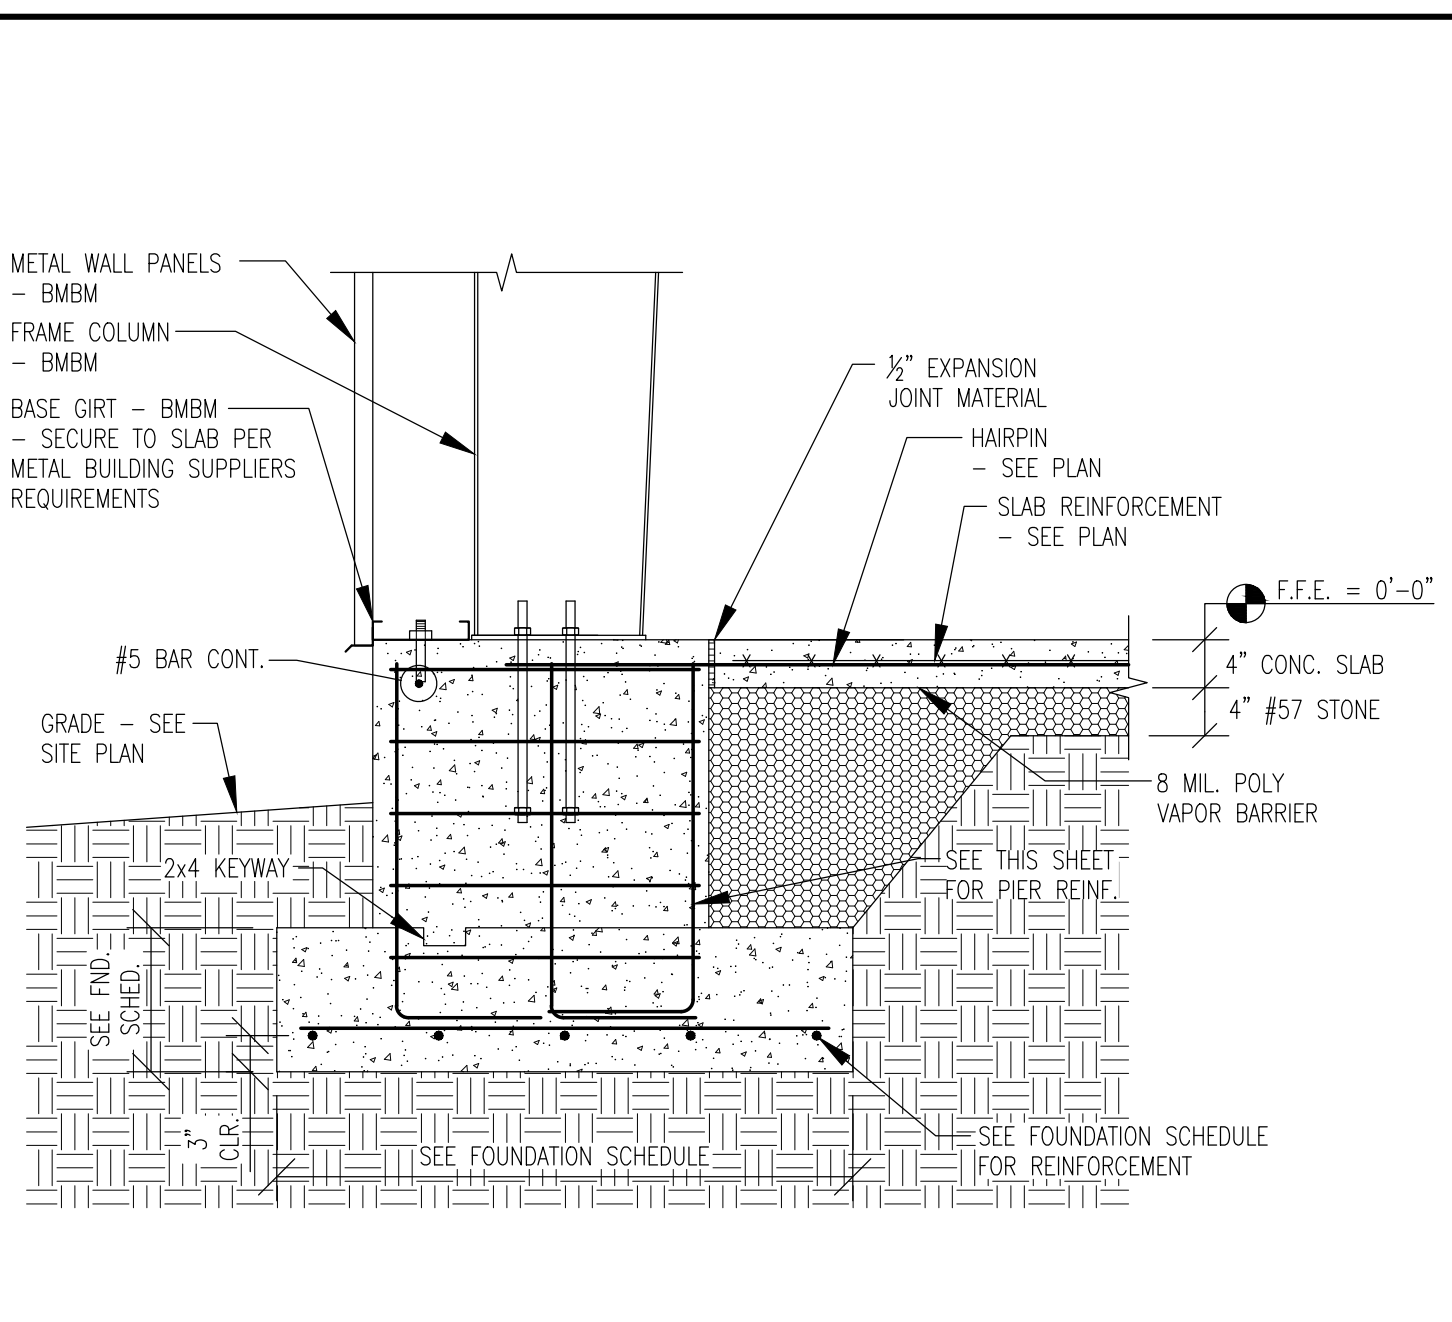 METAL WALL PANELS
- BMBM
FRAME COLUMN
- BMBM
BASE GIRT - BMBM
- SECURE TO SLAB PER
METAL BUILDING SUPPLIERS
REQUIREMENTS
#5 BAR CONT.
GRADE - SEE
SITE PLAN
2x4 KEYWAY
SEE FND.
SCHED.
3"
CLR.
SEE FOUNDATION SCHEDULE
½" EXPANSION
JOINT MATERIAL
HAIRPIN
- SEE PLAN
SLAB REINFORCEMENT
- SEE PLAN
F.F.E. = 0'-0"
4" CONC. SLAB
4" #57 STONE
8 MIL. POLY
VAPOR BARRIER
SEE THIS SHEET
FOR PIER REINF.
SEE FOUNDATION SCHEDULE
FOR REINFORCEMENT